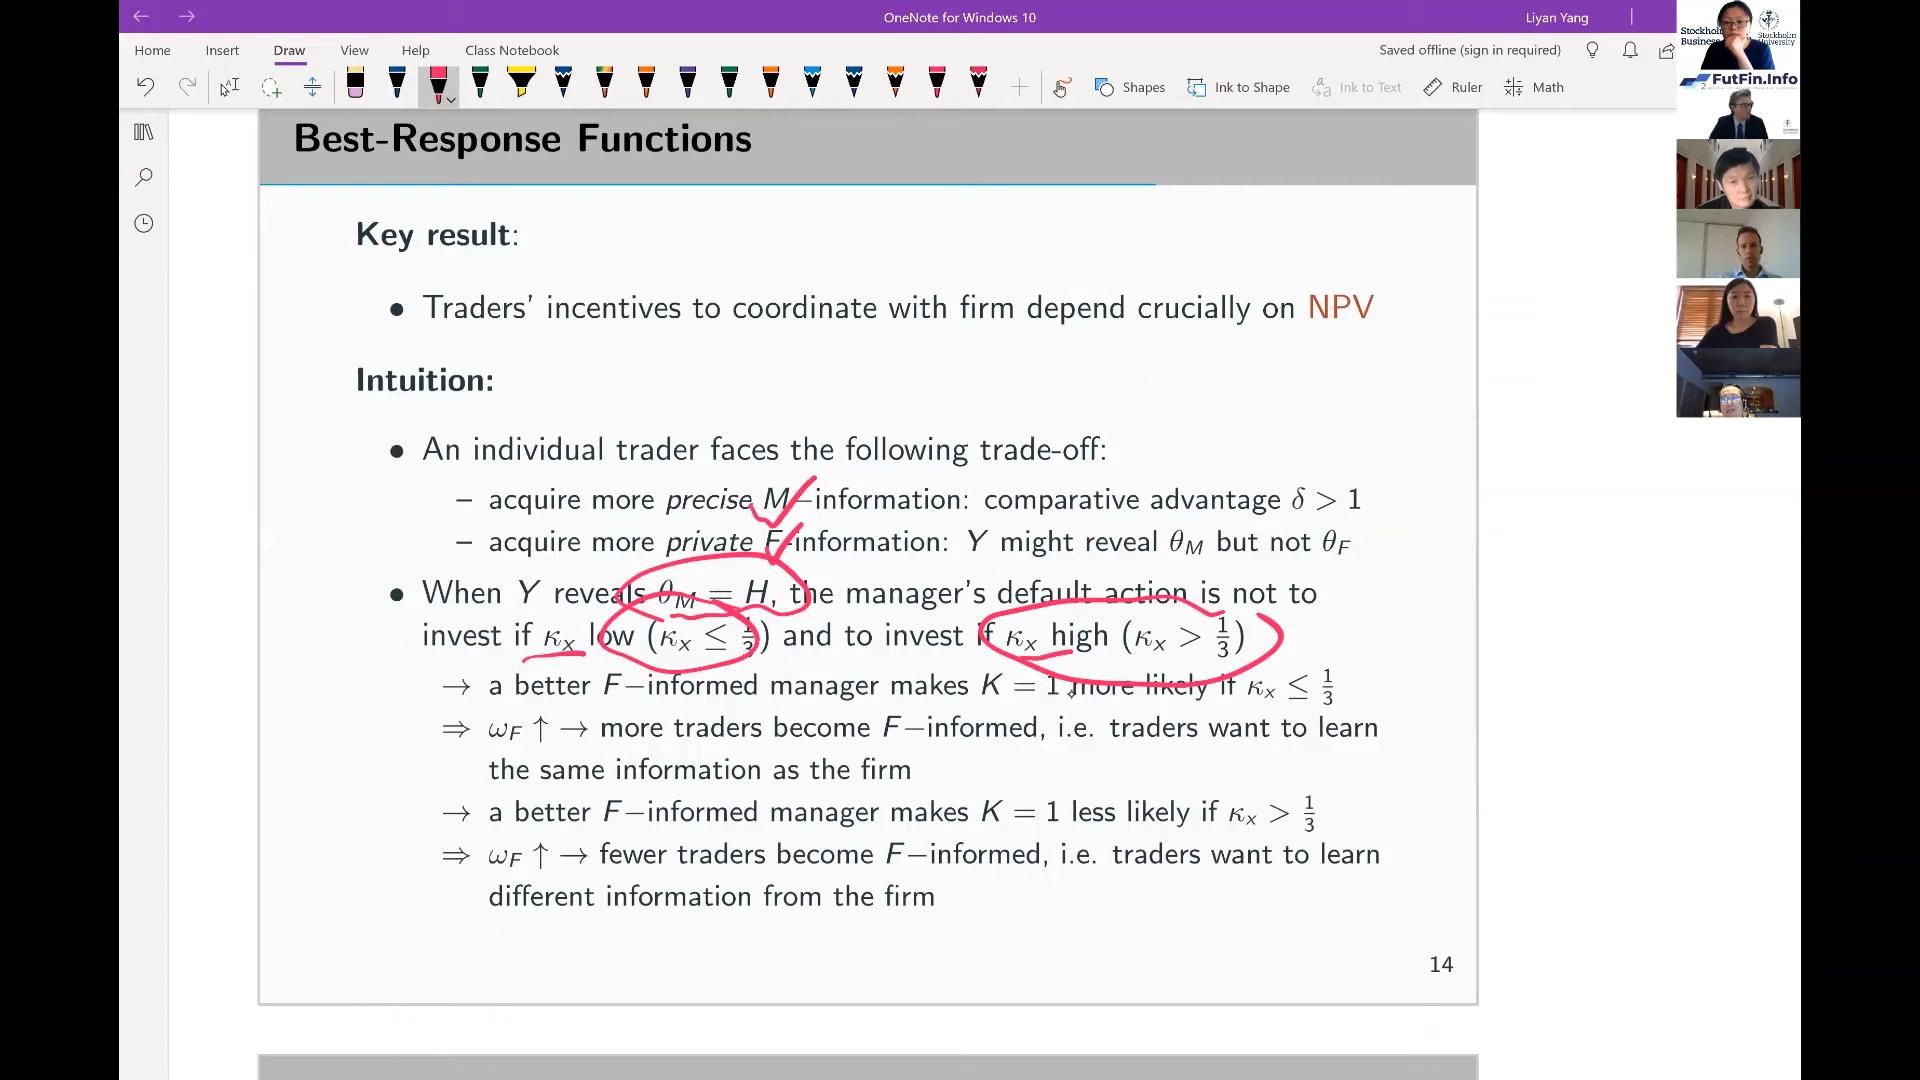 OneNote for Windows 10
Liyan Yang
Home Insert Draw View Help Class Notebook
Saved offline (sign in required)
Shapes
Ink to Shape
Ink to Text
Ruler
Math
Stockholm Business
Stockholm University
FutFin.Info
Best-Response Functions
Key result:
• Traders' incentives to coordinate with firm depend crucially on NPV
Intuition:
• An individual trader faces the following trade-off:
– acquire more precise M−information: comparative advantage δ > 1
– acquire more private F-information: Y might reveal θ_M but not θ_F
• When Y reveals θ_M = H, the manager's default action is not to
invest if κ_x low (κ_x ≤ 1/3) and to invest if κ_x high (κ_x > 1/3)
→ a better F−informed manager makes K = 1 more likely if κ_x ≤ 1/3
⇒ ω_F ↑ → more traders become F−informed, i.e. traders want to learn
the same information as the firm
→ a better F−informed manager makes K = 1 less likely if κ_x > 1/3
⇒ ω_F ↑ → fewer traders become F−informed, i.e. traders want to learn
different information from the firm
14